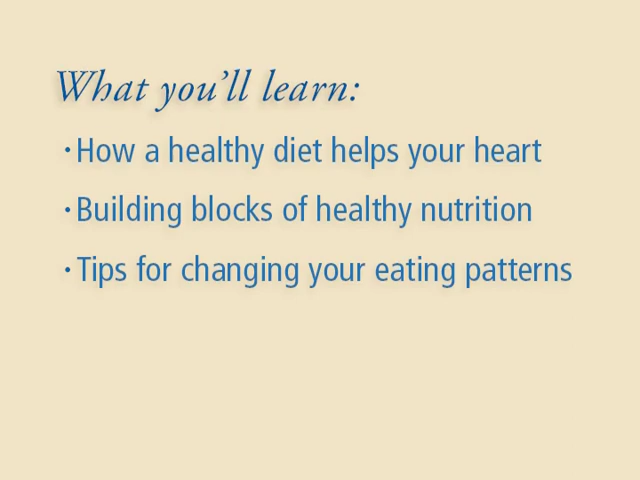 What you’ll learn:
· How a healthy diet helps your heart
· Building blocks of healthy nutrition
· Tips for changing your eating patterns